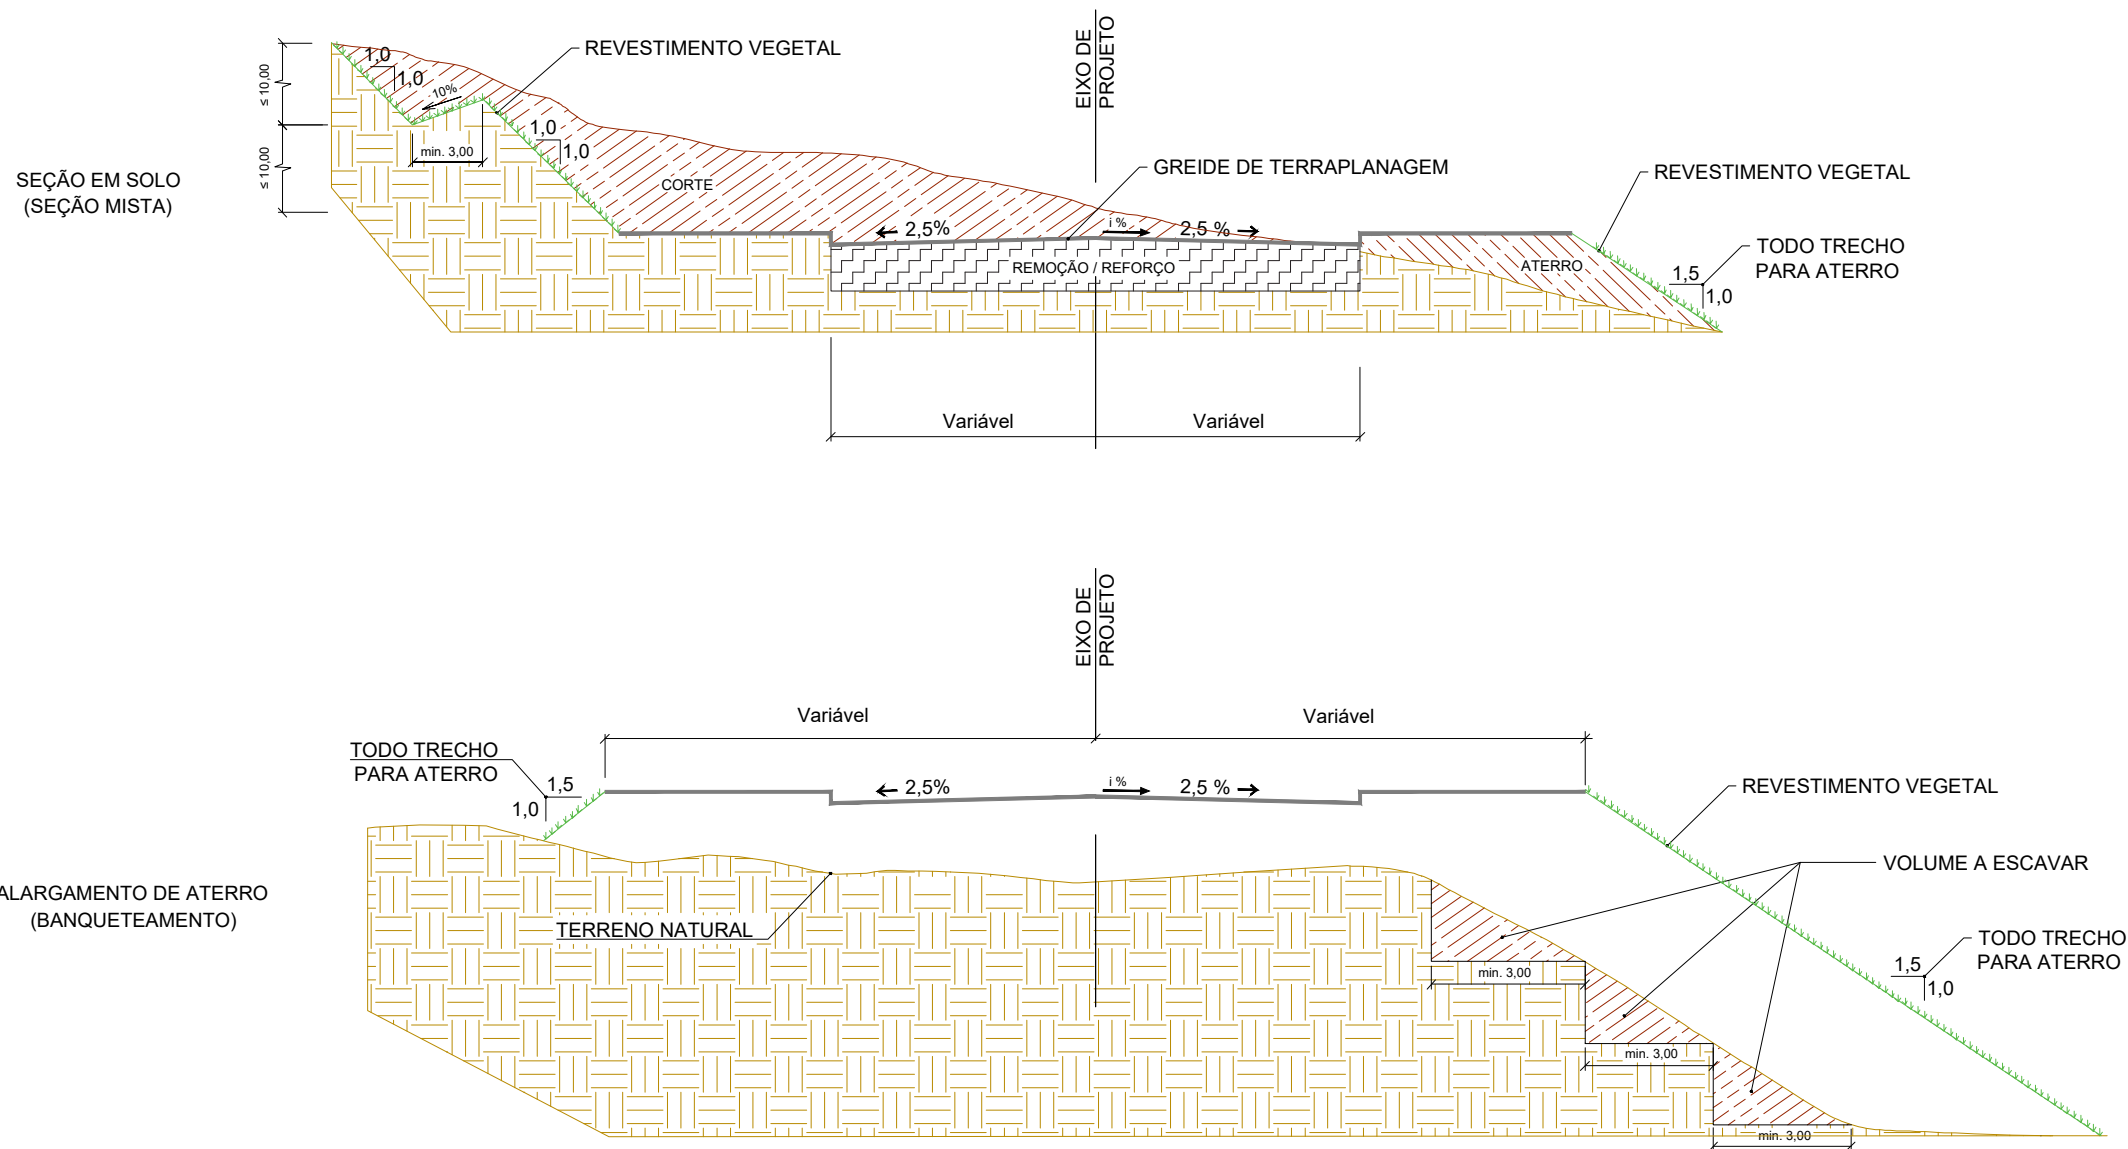 EIXO DE
PROJETO
REVESTIMENTO VEGETAL
1,0
1,0
≤ 10,00
10%
1,0
1,0
min. 3,00
≤ 10,00
GREIDE DE TERRAPLANAGEM
REVESTIMENTO VEGETAL
SEÇÃO EM SOLO
(SEÇÃO MISTA)
CORTE
2,5%
i %
2,5 %
TODO TRECHO
PARA ATERRO
REMOÇÃO / REFORÇO
ATERRO
1,5
1,0
Variável
Variável
EIXO DE
PROJETO
Variável
Variável
TODO TRECHO
PARA ATERRO
1,5
1,0
2,5%
i %
2,5 %
REVESTIMENTO VEGETAL
VOLUME A ESCAVAR
ALARGAMENTO DE ATERRO
(BANQUETEAMENTO)
TERRENO NATURAL
TODO TRECHO
PARA ATERRO
1,5
1,0
min. 3,00
min. 3,00
min. 3,00